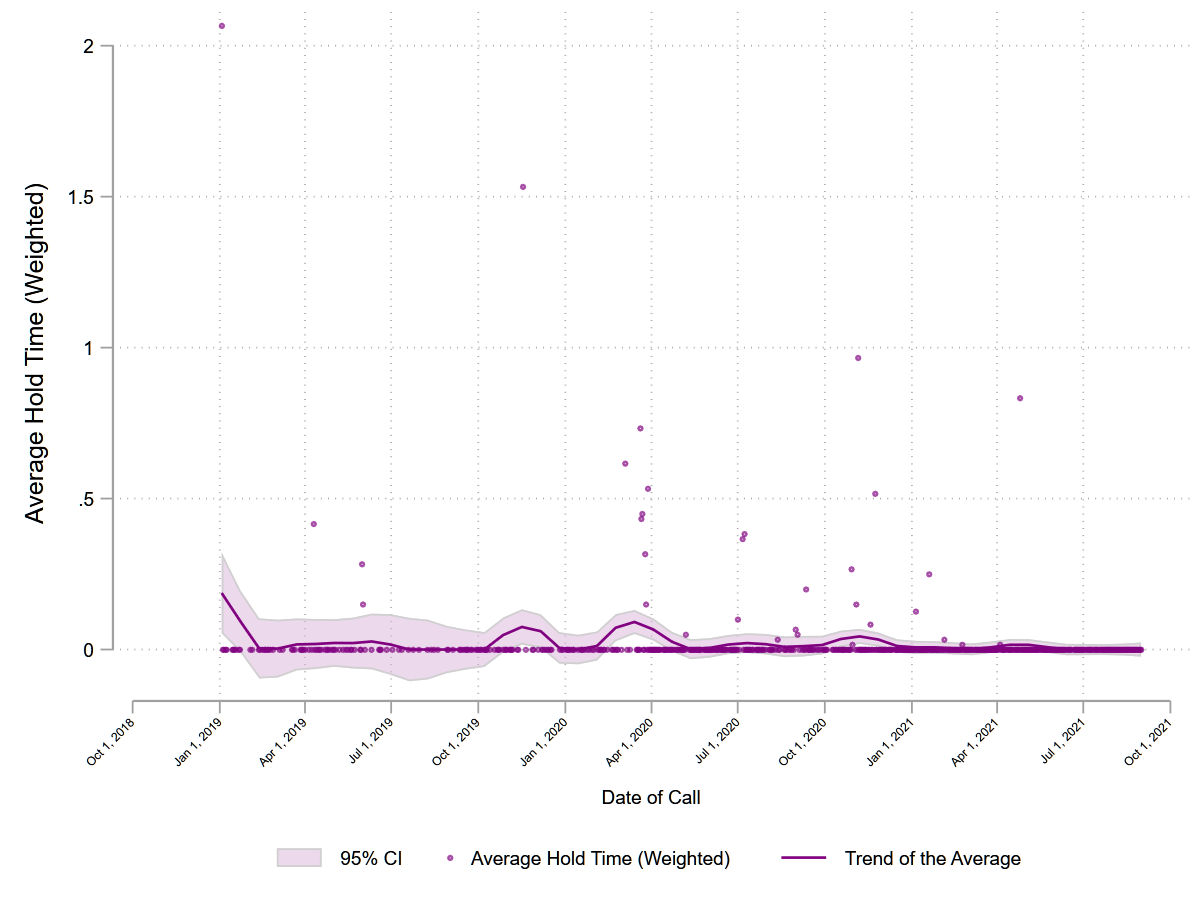 2
1.5
1
.5
0
Average Hold Time (Weighted)
Oct 1, 2018
Jan 1, 2019
Apr 1, 2019
Jul 1, 2019
Oct 1, 2019
Jan 1, 2020
Apr 1, 2020
Jul 1, 2020
Oct 1, 2020
Jan 1, 2021
Apr 1, 2021
Jul 1, 2021
Oct 1, 2021
Date of Call
95% CI
Average Hold Time (Weighted)
Trend of the Average